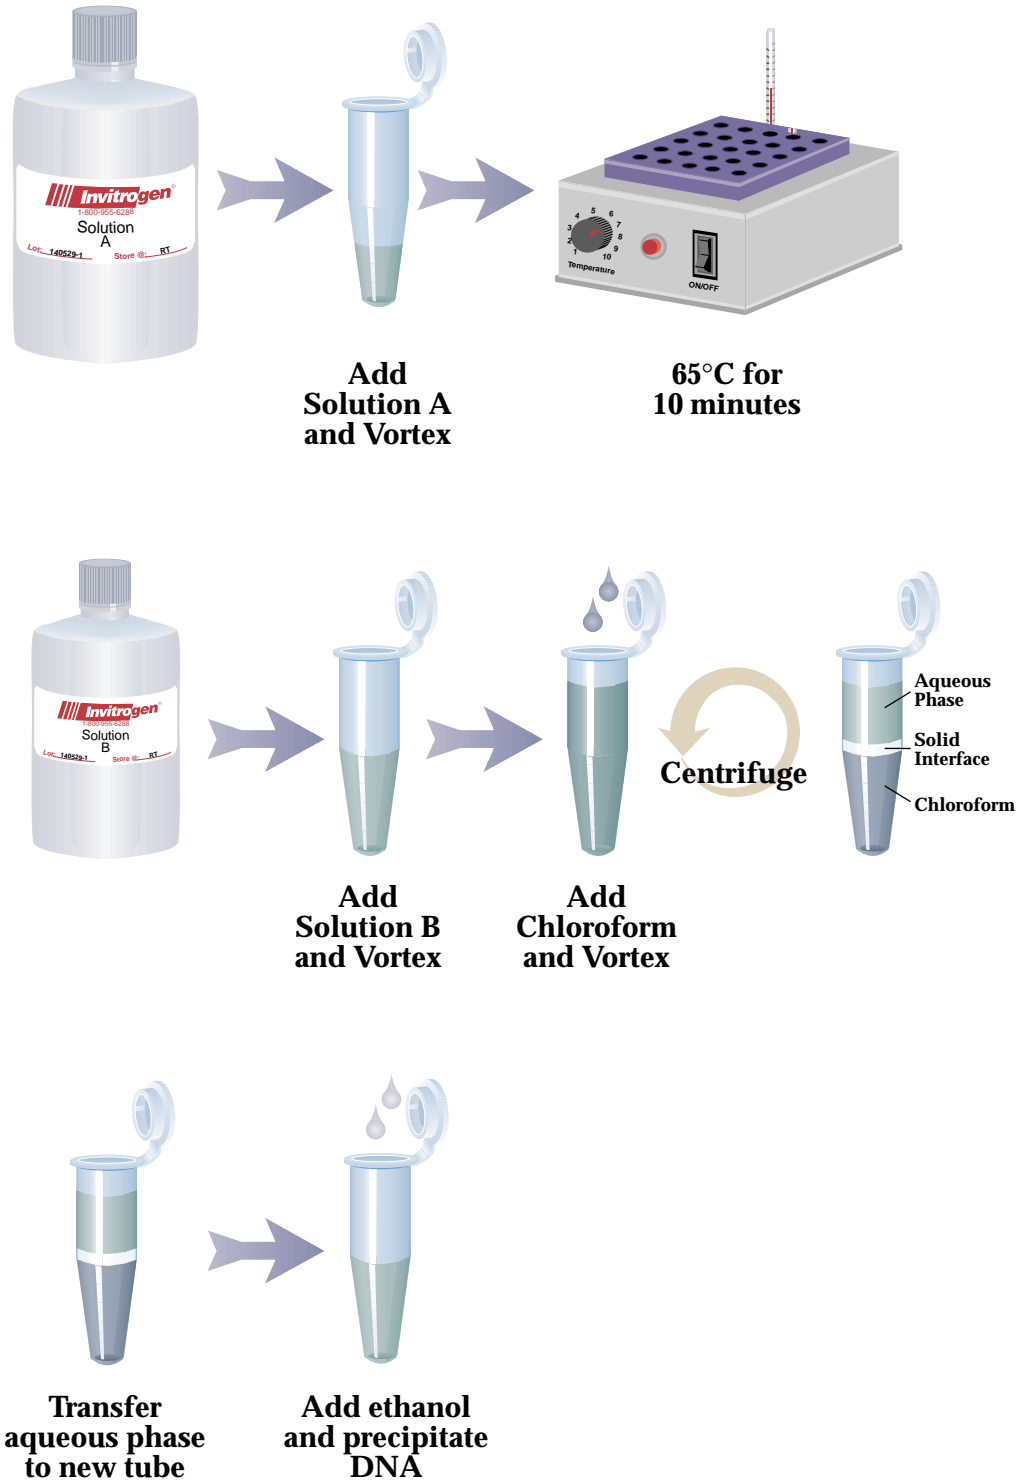 Invitrogen®
1-800-955-6288
Solution
A
Lot: 140529-1 Store @: RT
4 5 6
3 7
2 8
1 9
10
Temperature
ON/OFF
Add
Solution A
and Vortex
65°C for
10 minutes
Invitrogen®
1-800-955-6288
Solution
B
Lot: 140529-1 Store @: RT
Centrifuge
Aqueous
Phase
Solid
Interface
Chloroform
Add
Solution B
and Vortex
Add
Chloroform
and Vortex
Transfer
aqueous phase
to new tube
Add ethanol
and precipitate
DNA